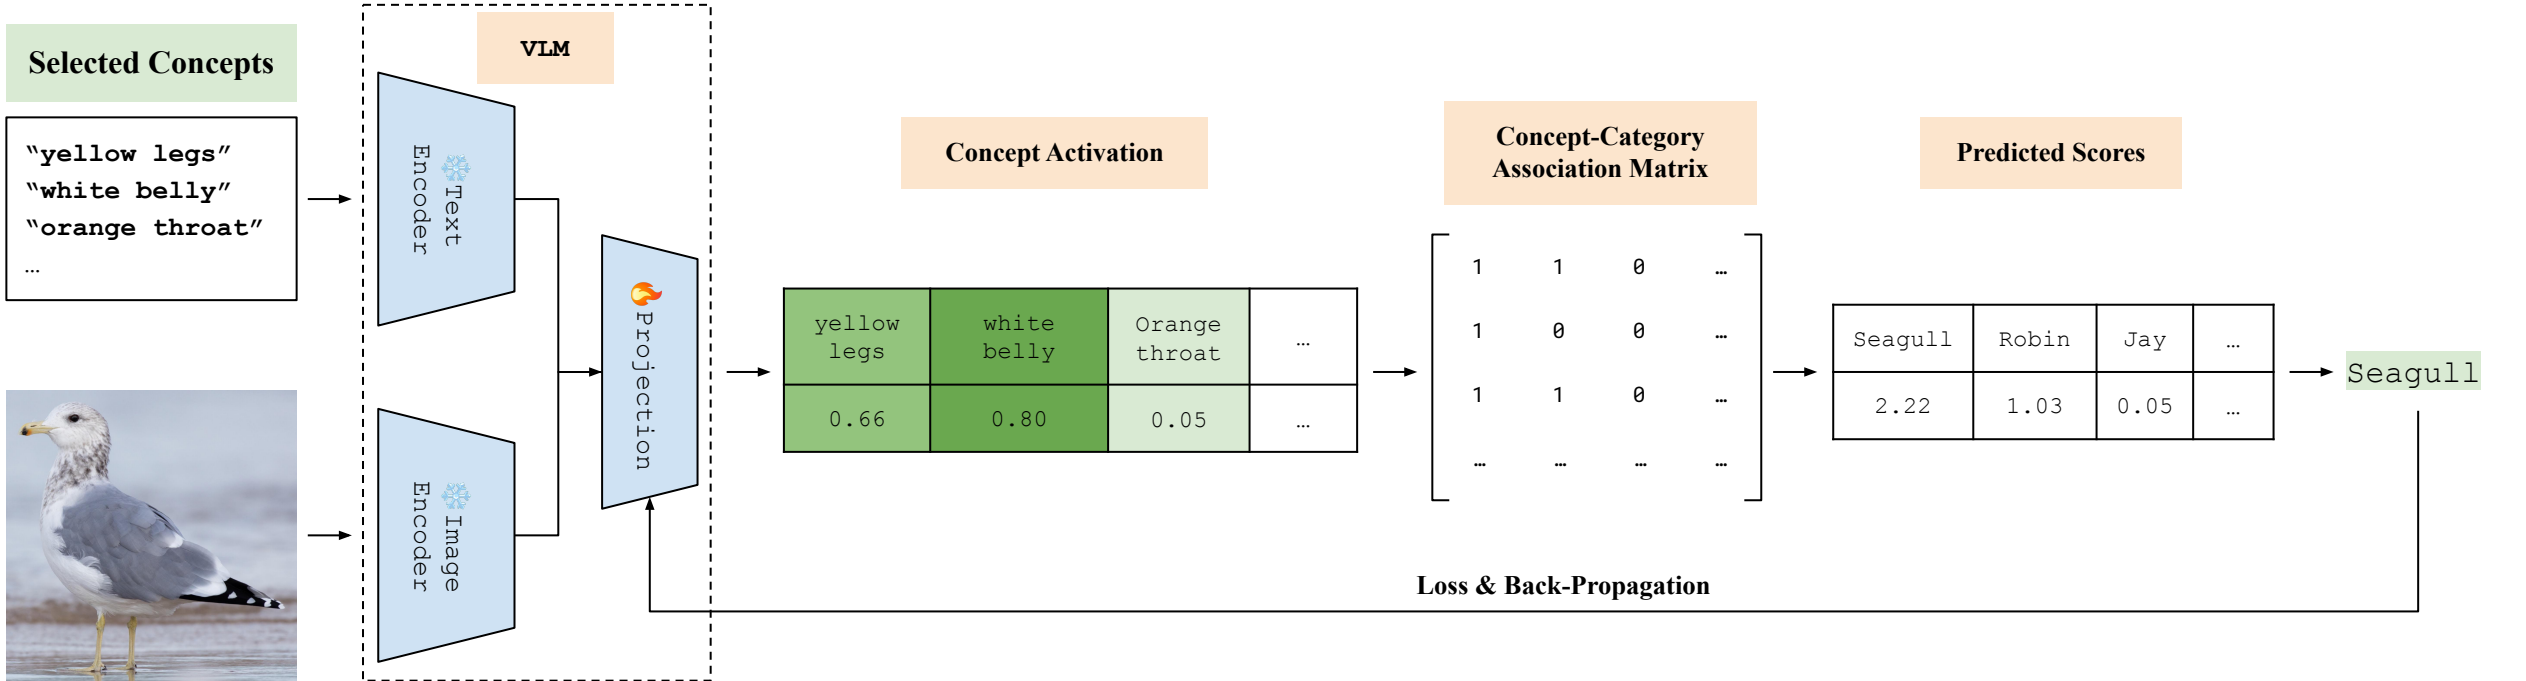 Selected Concepts
“yellow legs”
“white belly”
“orange throat”
…
VLM
Text
Encoder
Image
Encoder
Projection
Concept Activation
yellow legs
white belly
Orange throat
…
0.66 0.80 0.05 …
Concept-Category
Association Matrix
1 1 0 …
1 0 0 …
1 1 0 …
… … … …
Predicted Scores
Seagull Robin Jay …
2.22 1.03 0.05 …
Seagull
Loss & Back-Propagation